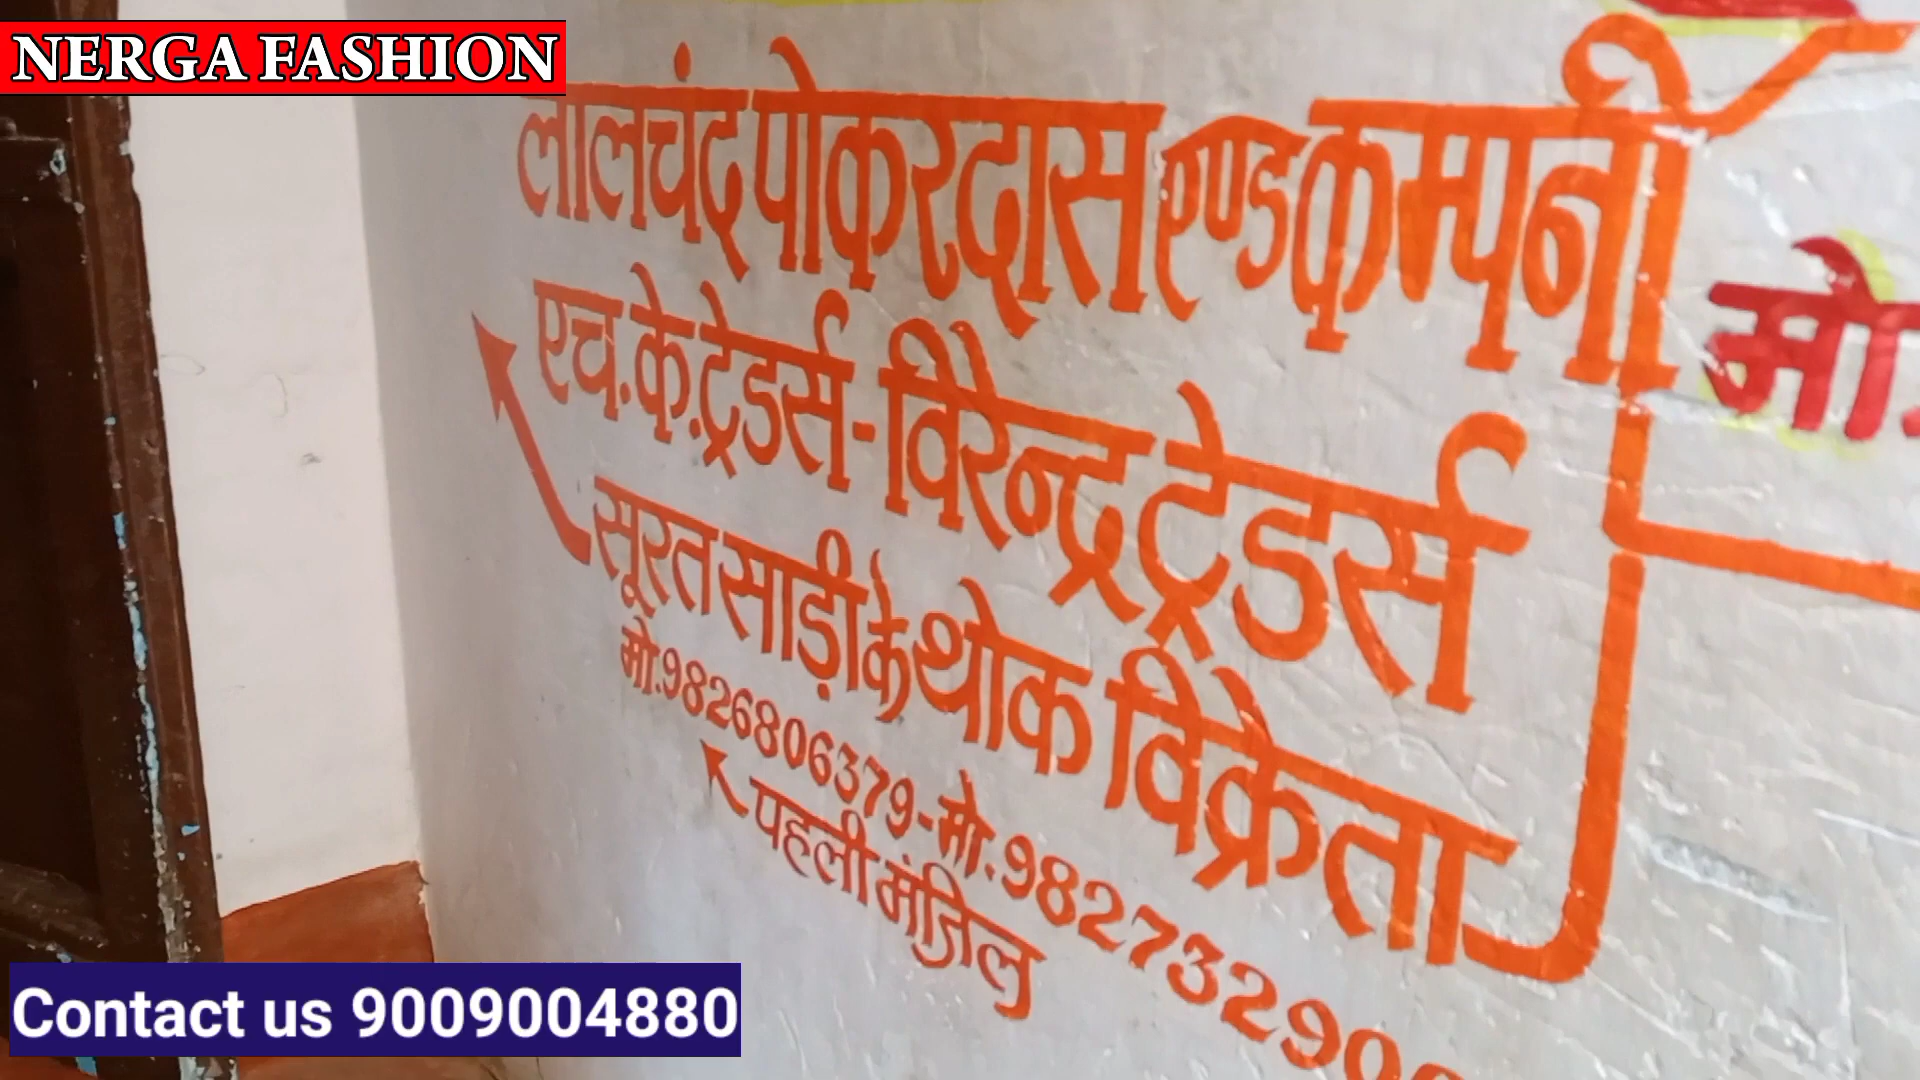 NERGA FASHION
लालचंद पोकरदास एण्ड कम्पनी
मो.
एच.के.ट्रेडर्स - विरेन्द्र ट्रेडर्स
सूरत साड़ी के थोक विक्रेता
मो.9826806379-मो.98273290
पहली मंजिल
Contact us 9009004880